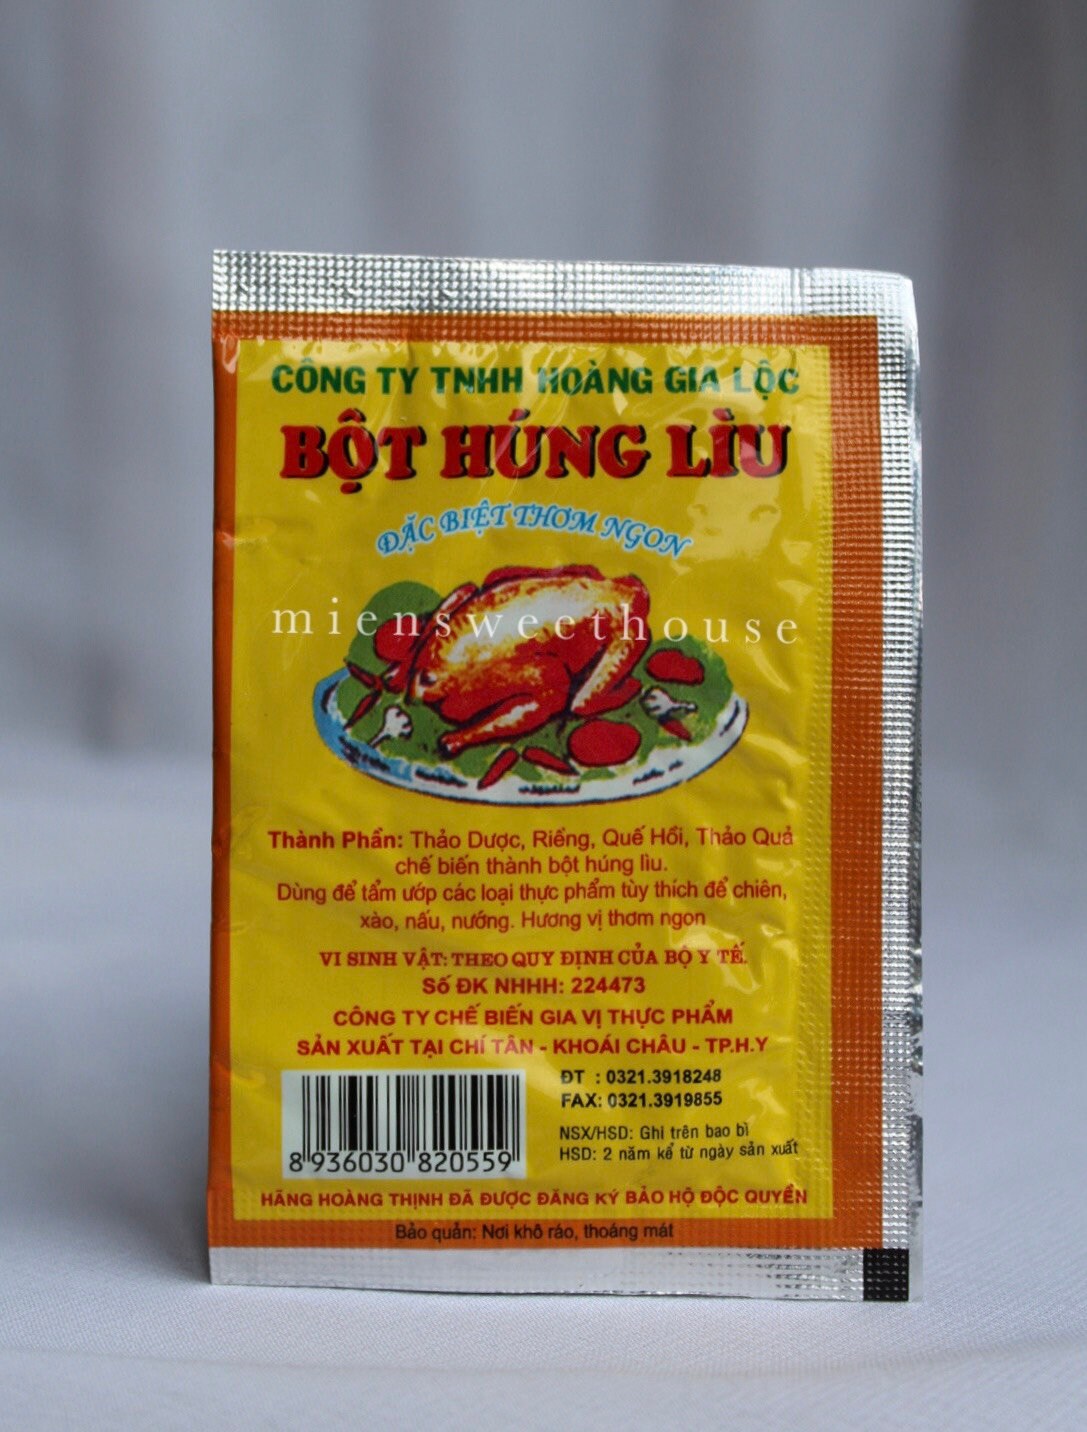 CÔNG TY TNHH HOÀNG GIA LỘC
BỘT HÚNG LÌU
ĐẶC BIỆT THƠM NGON
miensweethouse
Thành Phẩn: Thảo Dược, Riềng, Quế Hồi, Thảo Quả
chế biến thành bột húng lìu.
Dùng để tẩm ướp các loại thực phẩm tùy thích để chiên,
xào, nấu, nướng. Hương vị thơm ngon
VI SINH VẬT: THEO QUY ĐỊNH CỦA BỘ Y TẾ.
Số ĐK NHHH: 224473
CÔNG TY CHẾ BIẾN GIA VỊ THỰC PHẨM
SẢN XUẤT TẠI CHÍ TÂN - KHOÁI CHÂU - TP.H.Y
ĐT : 0321.3918248
FAX: 0321.3919855
NSX/HSD: Ghi trên bao bì
HSD: 2 năm kể từ ngày sản xuất
8 936030 820559
HÃNG HOÀNG THỊNH ĐÃ ĐƯỢC ĐĂNG KÝ BẢO HỘ ĐỘC QUYỀN
Bảo quản: Nơi khô ráo, thoáng mát